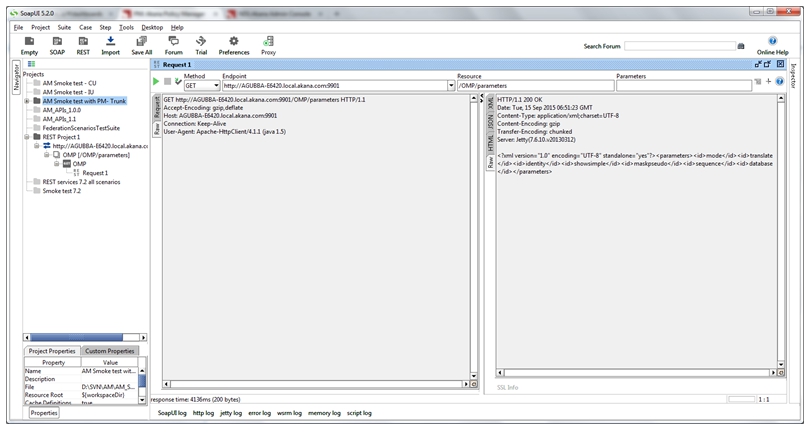 SoapUI 5.2.0
File Project Suite Case Step Tools Desktop Help
Empty SOAP REST Import Save All Forum Trial Preferences Proxy
Search Forum
Online Help
Navigator
Projects
AM Smoke test - CU
AM Smoke test - IU
AM Smoke test with PM- Trunk
AM_APIs_1.0.0
AM_APIs_1.1
FederationScenariosTestSuite
REST Project 1
http://AGUBBA-E6420.local.akana.com
OMP [/OMP/parameters]
OMP
Request 1
REST services 7.2 all scenarios
Smoke test 7.2
Project Properties Custom Properties
Property Value
Name AM Smoke test wit...
Description
File D:\SVN\AM\AM_S...
Resource Root ${workspaceDir}
Cache Definitions true
Properties
Request 1
Method Endpoint Resource Parameters
GET http://AGUBBA-E6420.local.akana.com:9901 /OMP/parameters
Request
Raw
GET http://AGUBBA-E6420.local.akana.com:9901/OMP/parameters HTTP/1.1
Accept-Encoding: gzip,deflate
Host: AGUBBA-E6420.local.akana.com:9901
Connection: Keep-Alive
User-Agent: Apache-HttpClient/4.1.1 (java 1.5)
XML
JSON
HTML
Raw
HTTP/1.1 200 OK
Date: Tue, 15 Sep 2015 06:51:23 GMT
Content-Type: application/xml;charset=UTF-8
Content-Encoding: gzip
Transfer-Encoding: chunked
Server: Jetty(7.6.10.v20130312)
<?xml version="1.0" encoding="UTF-8" standalone="yes"?><parameters><id>mode</id><id>translate
</id><id>identity</id><id>showsimple</id><id>maskpseudo</id><id>sequence</id><id>database
</id></parameters>
Inspector
SSL Info
response time: 4136ms (200 bytes)
1 : 1
SoapUI log http log jetty log error log wsrm log memory log script log